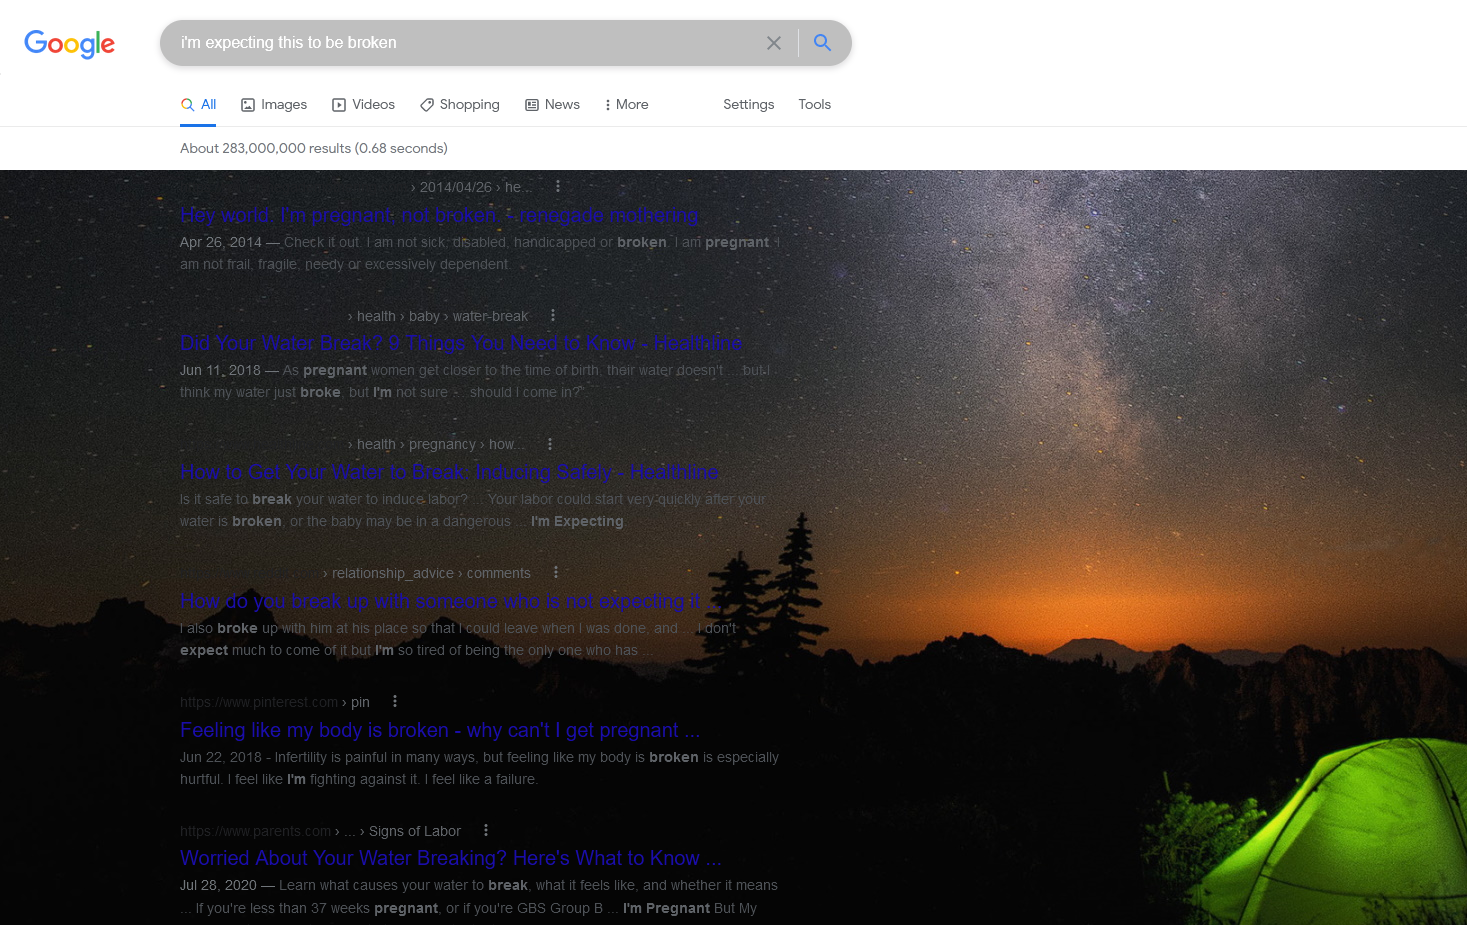 Google
i'm expecting this to be broken
All Images Videos Shopping News More Settings Tools
About 283,000,000 results (0.68 seconds)
› 2014/04/26 › he...
Hey world, I'm pregnant, not broken. - renegade mothering
Apr 26, 2014 — Check it out. I am not sick, disabled, handicapped or broken. I am pregnant. I
am not frail, fragile, needy or excessively dependent.
› health › baby › water-break
Did Your Water Break? 9 Things You Need to Know - Healthline
Jun 11, 2018 — As pregnant women get closer to the time of birth, their water doesn't ... but I
think my water just broke, but I'm not sure - ...should I come in?"
› health › pregnancy › how...
How to Get Your Water to Break: Inducing Safely - Healthline
Is it safe to break your water to induce labor? ... Your labor could start very quickly after your
water is broken, or the baby may be in a dangerous ... I'm Expecting.
› relationship_advice › comments
How do you break up with someone who is not expecting it ...
I also broke up with him at his place so that I could leave when I was done, and ... I don't
expect much to come of it but I'm so tired of being the only one who has ...
https://www.pinterest.com › pin
Feeling like my body is broken - why can't I get pregnant ...
Jun 22, 2018 - Infertility is painful in many ways, but feeling like my body is broken is especially
hurtful. I feel like I'm fighting against it. I feel like a failure.
https://www.parents.com › ... › Signs of Labor
Worried About Your Water Breaking? Here's What to Know ...
Jul 28, 2020 — Learn what causes your water to break, what it feels like, and whether it means
... If you're less than 37 weeks pregnant, or if you're GBS Group B ... I'm Pregnant But My